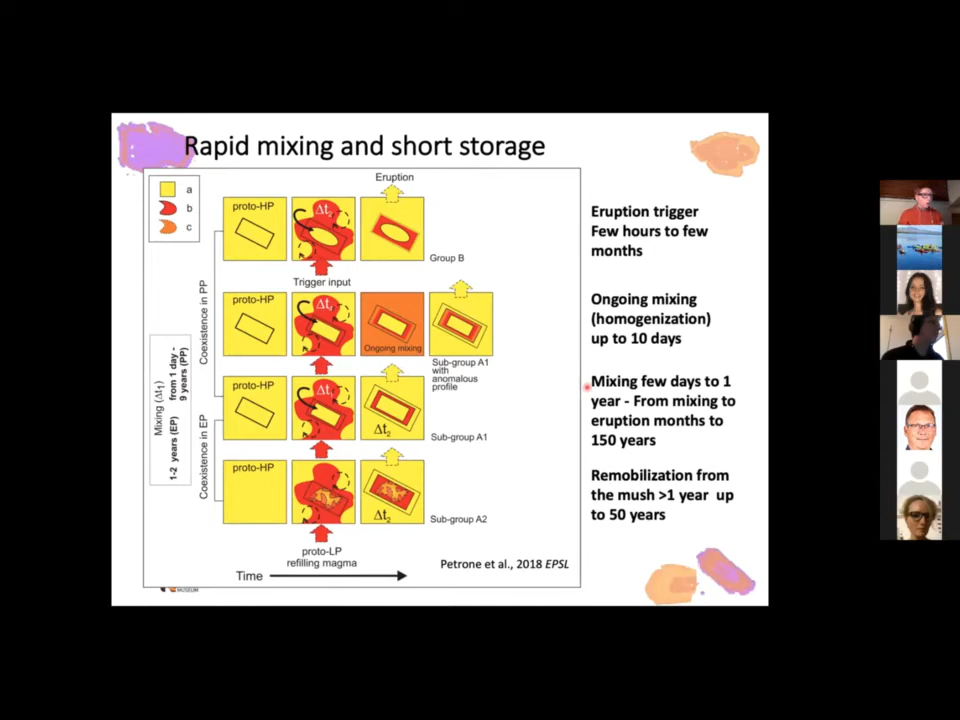 Rapid mixing and short storage
a
b
c
Eruption
proto-HP
Δt
Group B
Trigger input
proto-HP
Δt₁
Ongoing mixing
Sub-group A1
with
anomalous
profile
proto-HP
Δt₁
Δt₂
Sub-group A1
proto-HP
Δt₂
Sub-group A2
proto-LP
refilling magma
Time
Coexistence in PP
Coexistence in EP
Mixing (Δt₁)
from 1 day -
9 years (PP)
1-2 years (EP)
Petrone et al., 2018 EPSL
MUSEUM
Eruption trigger
Few hours to few
months
Ongoing mixing
(homogenization)
up to 10 days
Mixing few days to 1
year - From mixing to
eruption months to
150 years
Remobilization from
the mush >1 year up
to 50 years